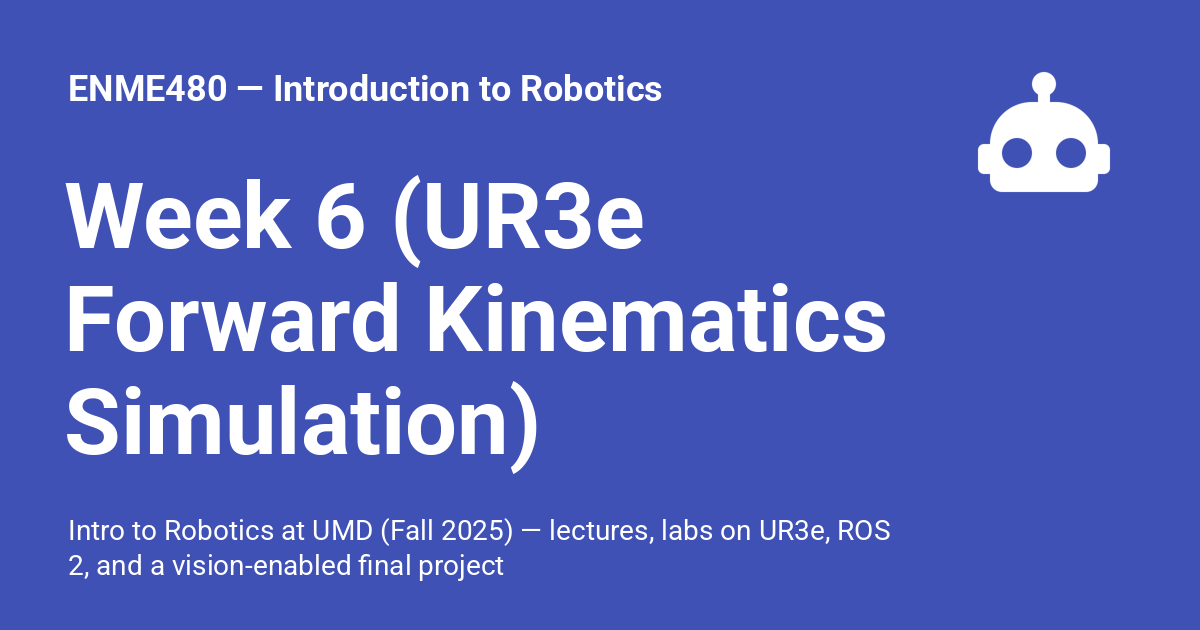 ENME480 — Introduction to Robotics
Week 6 (UR3e
Forward Kinematics
Simulation)
Intro to Robotics at UMD (Fall 2025) — lectures, labs on UR3e, ROS
2, and a vision-enabled final project